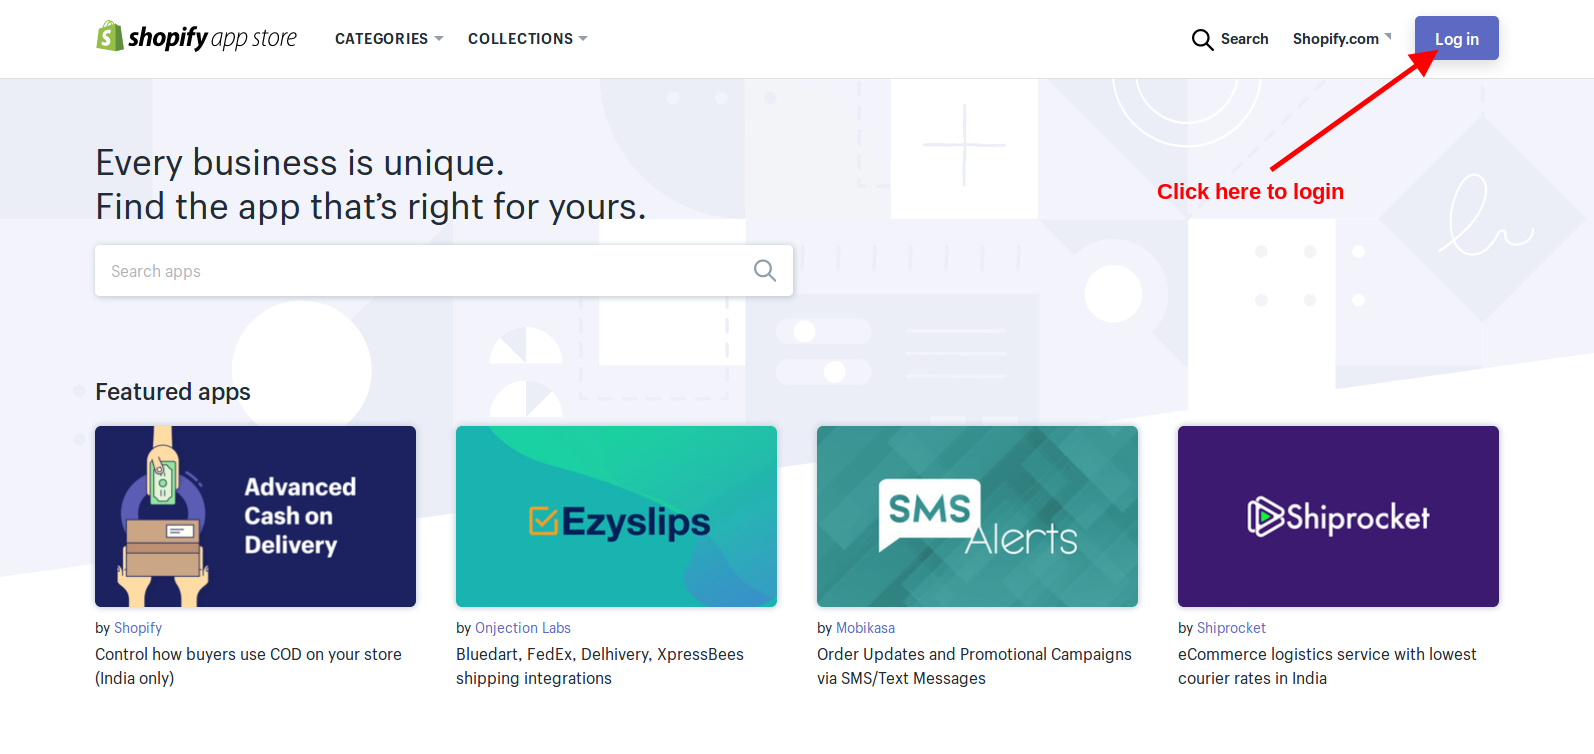 shopify app store
CATEGORIES
COLLECTIONS
Search
Shopify.com
Log in
Click here to login
Every business is unique.
Find the app that’s right for yours.
Search apps
Featured apps
Advanced
Cash on
Delivery
by Shopify
Control how buyers use COD on your store
(India only)
Ezyslips
by Onjection Labs
Bluedart, FedEx, Delhivery, XpressBees
shipping integrations
SMS
Alerts
by Mobikasa
Order Updates and Promotional Campaigns
via SMS/Text Messages
Shiprocket
by Shiprocket
eCommerce logistics service with lowest
courier rates in India